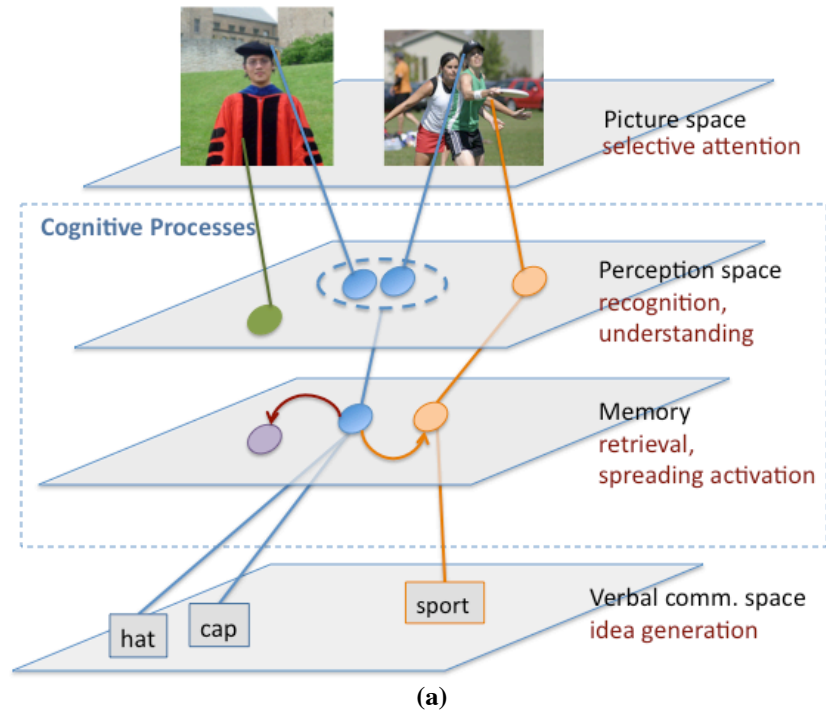 Picture space
selective attention
Cognitive Processes
Perception space
recognition,
understanding
Memory
retrieval,
spreading activation
Verbal comm. space
idea generation
hat
cap
sport
(a)